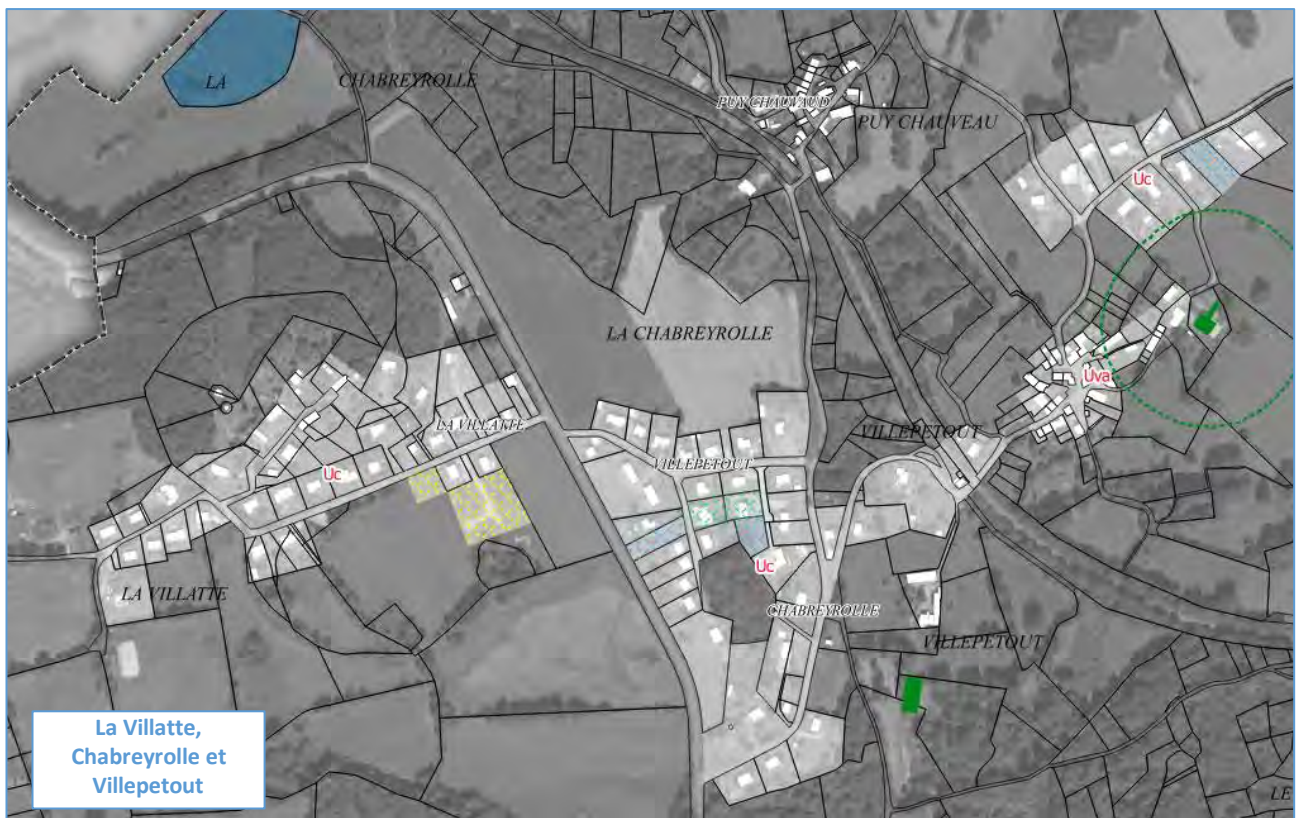 LA
CHABREYROLLE
PUY CHAUVAUD
PUY CHAUVEAU
Uc
LA CHABREYROLLE
Uva
LA VILLATTE
VILLEPETOUT
VILLEPETOUT
Uc
Uc
LA VILLATTE
CHABREYROLLE
VILLEPETOUT
La Villatte,
Chabreyrolle et
Villepetout
LE